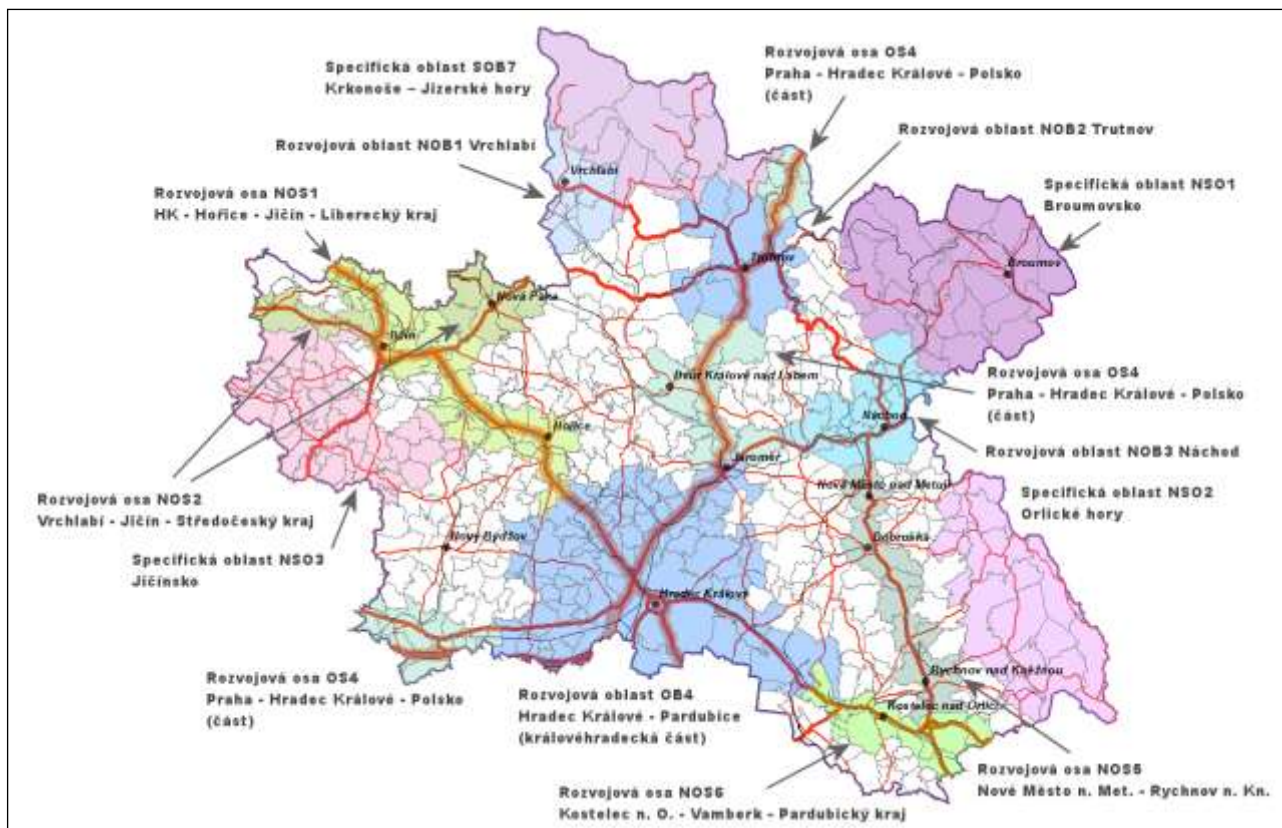 Specifická oblast SOB7
Krkonoše – Jizerské hory
Rozvojová osa OS4
Praha - Hradec Králové - Polsko
(část)
Rozvojová oblast NOB2 Trutnov
Rozvojová oblast NOB1 Vrchlabí
Vrchlabí
Specifická oblast NSO1
Broumovsko
Rozvojová osa NOS1
HK - Hořice - Jičín - Liberecký kraj
Trutnov
Broumov
Nová Paka
Jičín
Dvůr Králové nad Labem
Rozvojová osa OS4
Praha - Hradec Králové - Polsko
(část)
Náchod
Hořice
Rozvojová oblast NOB3 Náchod
Jaroměř
Nové Město nad Metují
Specifická oblast NSO2
Orlické hory
Rozvojová osa NOS2
Vrchlabí - Jičín - Středočeský kraj
Nový Bydžov
Dobruška
Specifická oblast NSO3
Jičínsko
Hradec Králové
Rozvojová osa OS4
Praha - Hradec Králové - Polsko
(část)
Rozvojová oblast OB4
Hradec Králové - Pardubice
(královéhradecká část)
Rychnov nad Kněžnou
Kostelec nad Orlicí
Rozvojová osa NOS5
Nové Město n. Met. - Rychnov n. Kn.
Rozvojová osa NOS6
Kostelec n. O. - Vamberk - Pardubický kraj